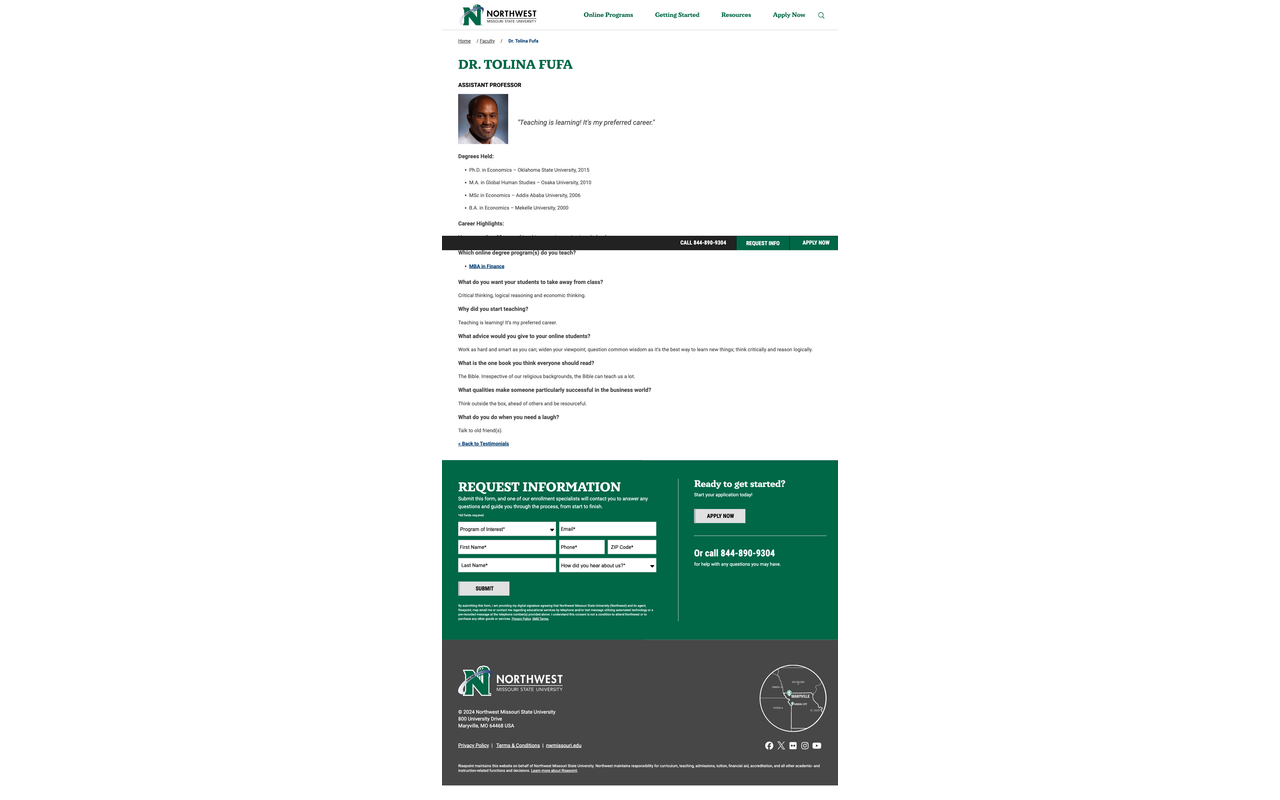 NORTHWEST
MISSOURI STATE UNIVERSITY
Online Programs
Getting Started
Resources
Apply Now
Home / Faculty / Dr. Tolina Fufa
DR. TOLINA FUFA
ASSISTANT PROFESSOR
"Teaching is learning! It's my preferred career."
Degrees Held:
• Ph.D. in Economics – Oklahoma State University, 2015
• M.A. in Global Human Studies – Osaka University, 2010
• MSc in Economics – Addis Ababa University, 2006
• B.A. in Economics – Mekelle University, 2000
Career Highlights:
CALL 844-890-9304
REQUEST INFO
APPLY NOW
Which online degree program(s) do you teach?
• MBA in Finance
What do you want your students to take away from class?
Critical thinking, logical reasoning and economic thinking.
Why did you start teaching?
Teaching is learning! It's my preferred career.
What advice would you give to your online students?
Work as hard and smart as you can; widen your viewpoint, question common wisdom as it's the best way to learn new things; think critically and reason logically.
What is the one book you think everyone should read?
The Bible. Irrespective of our religious backgrounds, the Bible can teach us a lot.
What qualities make someone particularly successful in the business world?
Think outside the box, ahead of others and be resourceful.
What do you do when you need a laugh?
Talk to old friend(s).
« Back to Testimonials
REQUEST INFORMATION
Submit this form, and one of our enrollment specialists will contact you to answer any
questions and guide you through the process, from start to finish.
*All fields required.
Program of Interest*
Email*
First Name*
Phone*
ZIP Code*
Last Name*
How did you hear about us?*
SUBMIT
By submitting this form, I am providing my digital signature agreeing that Northwest Missouri State University (Northwest) and its agent,
Risepoint, may email me or contact me regarding educational services by telephone and/or text message utilizing automated technology or a
pre-recorded message at the telephone number(s) provided above. I understand this consent is not a condition to attend Northwest or to
purchase any other goods or services. Privacy Policy. SMS Terms.
Ready to get started?
Start your application today!
APPLY NOW
Or call 844-890-9304
for help with any questions you may have.
NORTHWEST
MISSOURI STATE UNIVERSITY
MARYVILLE
© 2024 Northwest Missouri State University
800 University Drive
Maryville, MO 64468 USA
Privacy Policy | Terms & Conditions | nwmissouri.edu
Risepoint maintains this website on behalf of Northwest Missouri State University. Northwest maintains responsibility for curriculum, teaching, admissions, tuition, financial aid, accreditation, and all other academic- and
instruction-related functions and decisions. Learn more about Risepoint.